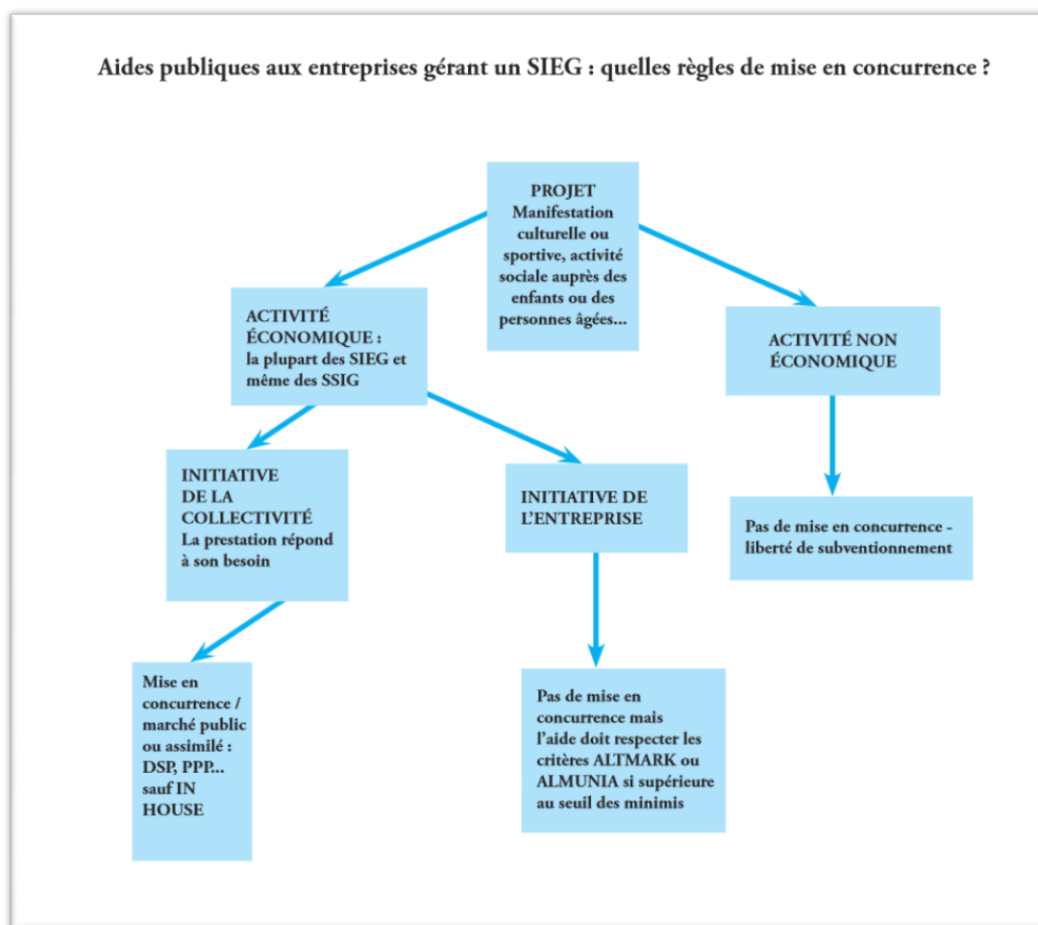 Aides publiques aux entreprises gérant un SIEG : quelles règles de mise en concurrence ?
PROJET
Manifestation
culturelle ou
sportive, activité
sociale auprès des
enfants ou des
personnes âgées...
ACTIVITÉ
ÉCONOMIQUE :
la plupart des SIEG et
même des SSIG
ACTIVITÉ NON
ÉCONOMIQUE
INITIATIVE
DE LA
COLLECTIVITÉ
La prestation répond
à son besoin
INITIATIVE DE
L’ENTREPRISE
Pas de mise en concurrence -
liberté de subventionnement
Mise en
concurrence /
marché public
ou assimilé :
DSP, PPP...
sauf IN
HOUSE
Pas de mise en
concurrence mais
l’aide doit respecter les
critères ALTMARK ou
ALMUNIA si supérieure
au seuil des minimis